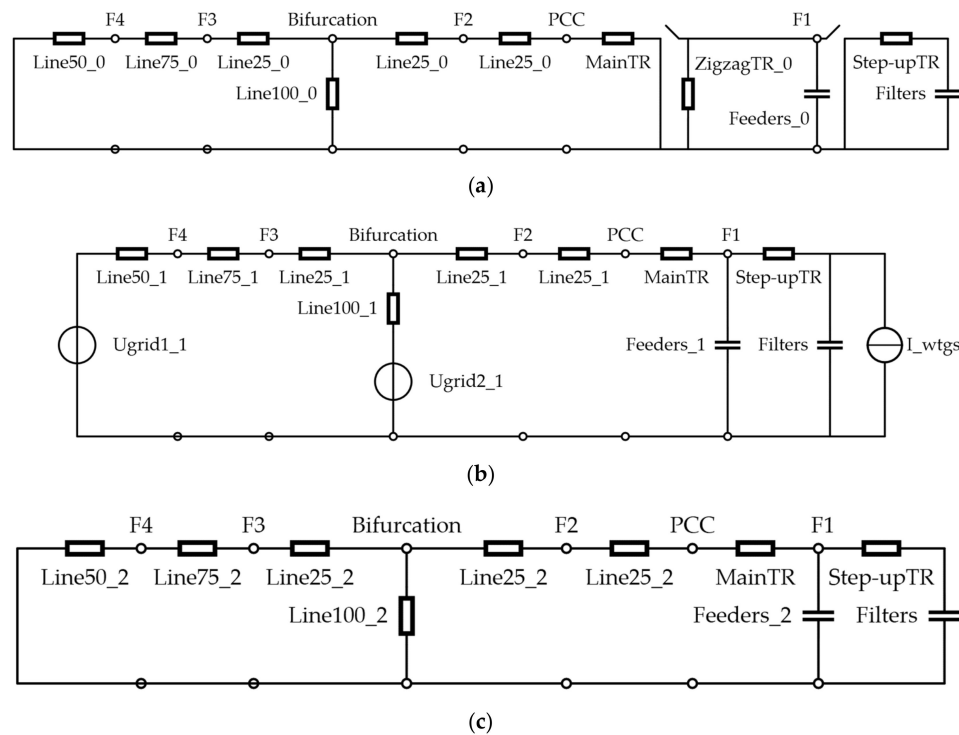 F4 F3 Bifurcation F2 PCC F1
Line50_0 Line75_0 Line25_0 Line25_0 Line25_0 MainTR ZigzagTR_0 Step-upTR
Line100_0 Feeders_0 Filters
(a)
F4 F3 Bifurcation F2 PCC F1
Line50_1 Line75_1 Line25_1 Line25_1 Line25_1 MainTR Step-upTR
Line100_1
Ugrid1_1 Feeders_1 Filters I_wtgs
Ugrid2_1
(b)
F4 F3 Bifurcation F2 PCC F1
Line50_2 Line75_2 Line25_2 Line25_2 Line25_2 MainTR Step-upTR
Line100_2 Feeders_2 Filters
(c)